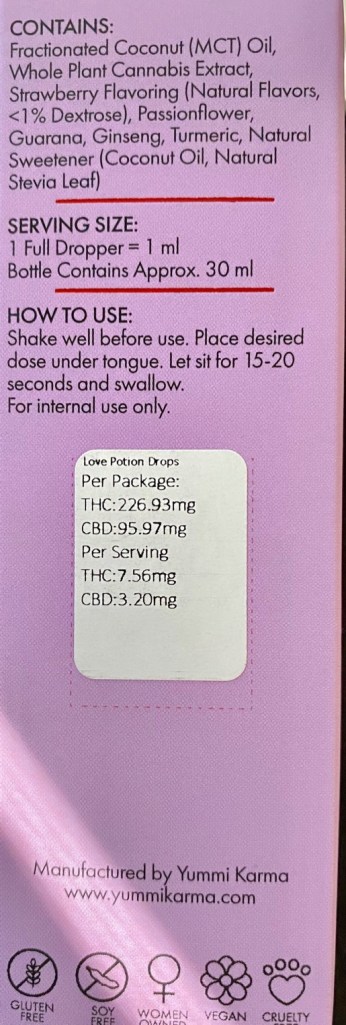 CONTAINS:
Fractionated Coconut (MCT) Oil,
Whole Plant Cannabis Extract,
Strawberry Flavoring (Natural Flavors,
<1% Dextrose), Passionflower,
Guarana, Ginseng, Turmeric, Natural
Sweetener (Coconut Oil, Natural
Stevia Leaf)
SERVING SIZE:
1 Full Dropper = 1 ml
Bottle Contains Approx. 30 ml
HOW TO USE:
Shake well before use. Place desired
dose under tongue. Let sit for 15-20
seconds and swallow.
For internal use only.
Love Potion Drops
Per Package:
THC:226.93mg
CBD:95.97mg
Per Serving
THC:7.56mg
CBD:3.20mg
Manufactured by Yummi Karma
www.yummikarma.com
GLUTEN
FREE
SOY
FREE
WOMEN
OWNED
VEGAN
CRUELTY